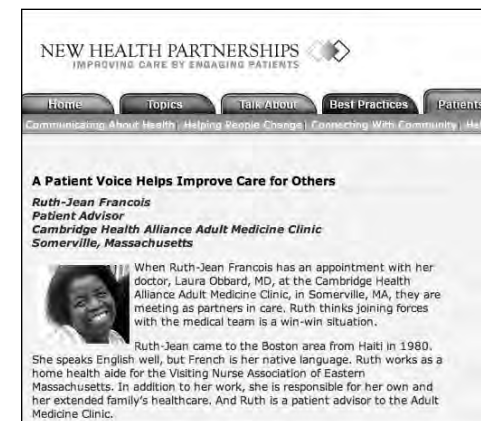 NEW HEALTH PARTNERSHIPS
IMPROVING CARE BY ENGAGING PATIENTS
Home Topics Talk About Best Practices Patients
Communicating About Health | Helping People Change | Connecting With Community |
A Patient Voice Helps Improve Care for Others
Ruth-Jean Francois
Patient Advisor
Cambridge Health Alliance Adult Medicine Clinic
Somerville, Massachusetts
When Ruth-Jean Francois has an appointment with her
doctor, Laura Obbard, MD, at the Cambridge Health
Alliance Adult Medicine Clinic, in Somerville, MA, they are
meeting as partners in care. Ruth thinks joining forces
with the medical team is a win-win situation.
Ruth-Jean came to the Boston area from Haiti in 1980.
She speaks English well, but French is her native language. Ruth works as a
home health aide for the Visiting Nurse Association of Eastern
Massachusetts. In addition to her work, she is responsible for her own and
her extended family's healthcare. And Ruth is a patient advisor to the Adult
Medicine Clinic.